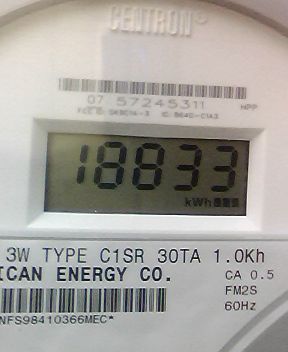 CENTRON®
07 57245311 MPP
18833
kWh
3W TYPE C1SR 30TA 1.0Kh
ICAN ENERGY CO. CA 0.5
FM2S
NFS98410366MEC* 60Hz